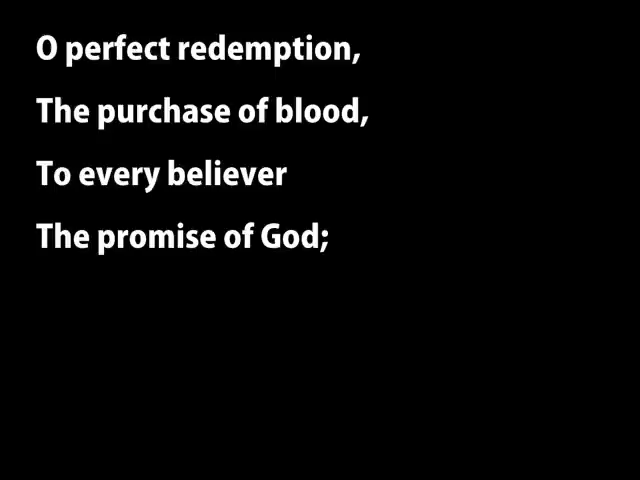 O perfect redemption,
The purchase of blood,
To every believer
The promise of God;